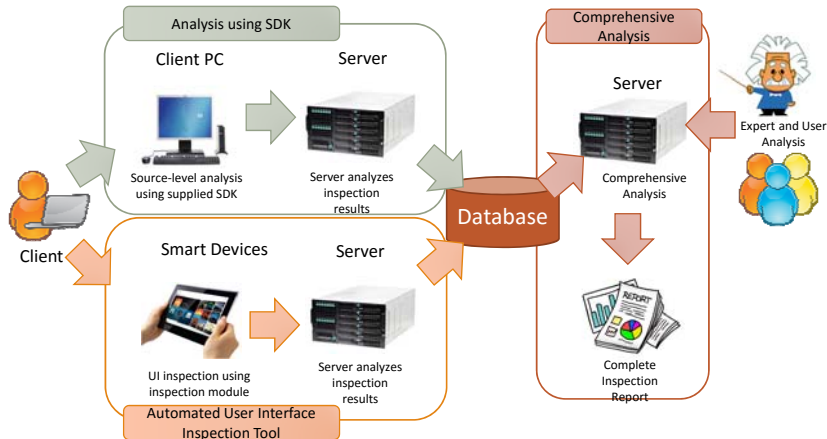 Analysis using SDK
Client PC
Server
Source-level analysis
using supplied SDK
Server analyzes
inspection
results
Client
Smart Devices
Server
UI inspection using
inspection module
Server analyzes
inspection
results
Automated User Interface
Inspection Tool
Database
Comprehensive
Analysis
Server
Comprehensive
Analysis
Expert and User
Analysis
REPORT
Complete
Inspection
Report